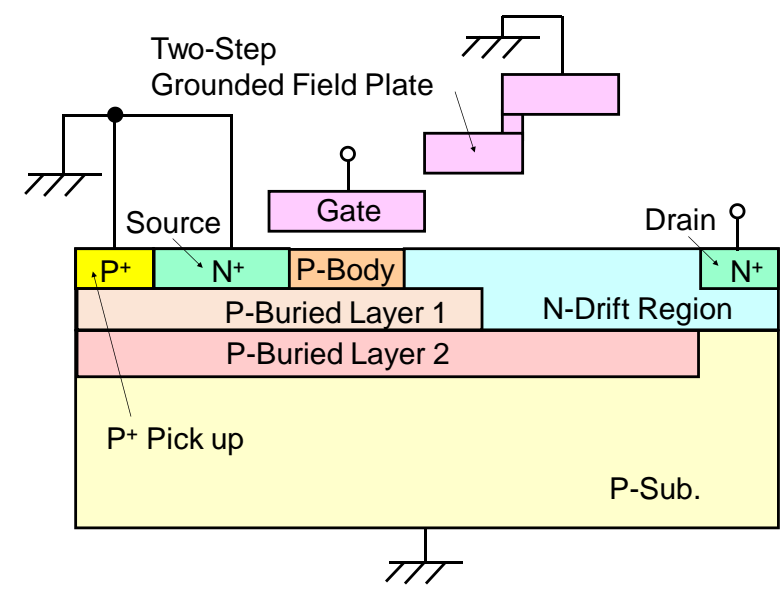 Two-Step
Grounded Field Plate
Gate
Source
Drain
P+
N+
P-Body
N+
P-Buried Layer 1
N-Drift Region
P-Buried Layer 2
P+ Pick up
P-Sub.